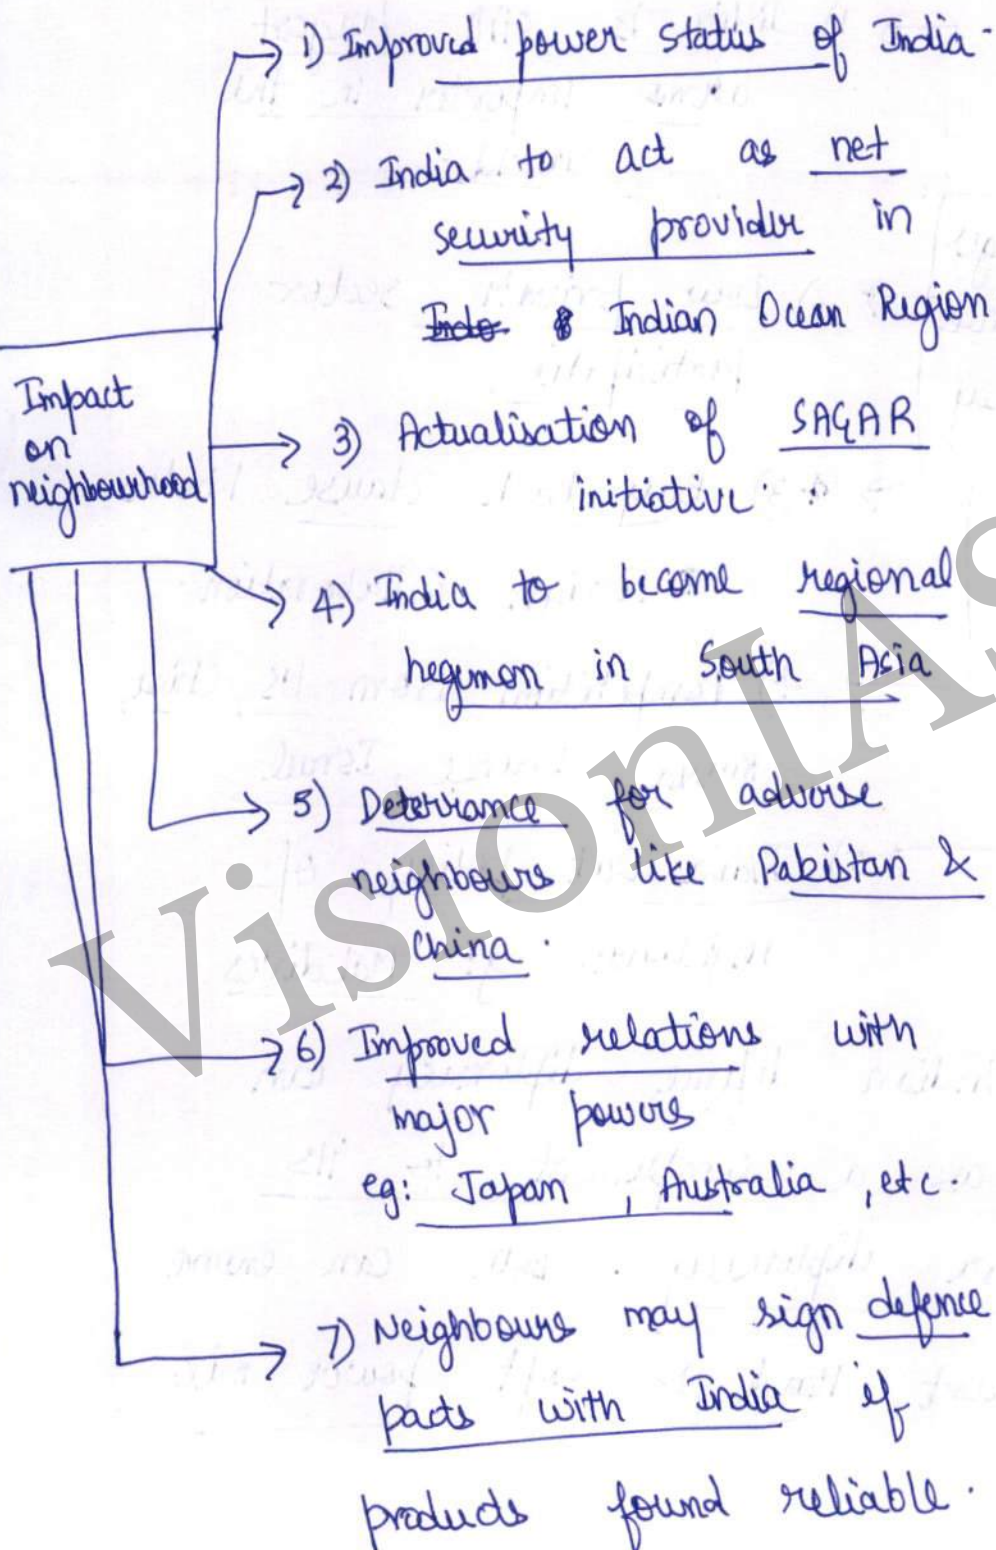 1) Improved power status of India
2) India to act as net
security provider in
Indo Indian Ocean Region
Impact
on
neighbourhood
3) Actualisation of SAGAR
initiative.
4) India to become regional
hegemon in South Asia
5) Deterrance for adverse
neighbours like Pakistan &
China.
6) Improved relations with
major powers
eg: Japan, Australia, etc.
7) Neighbours may sign defence
pacts with India if
products found reliable.
VisionIAS